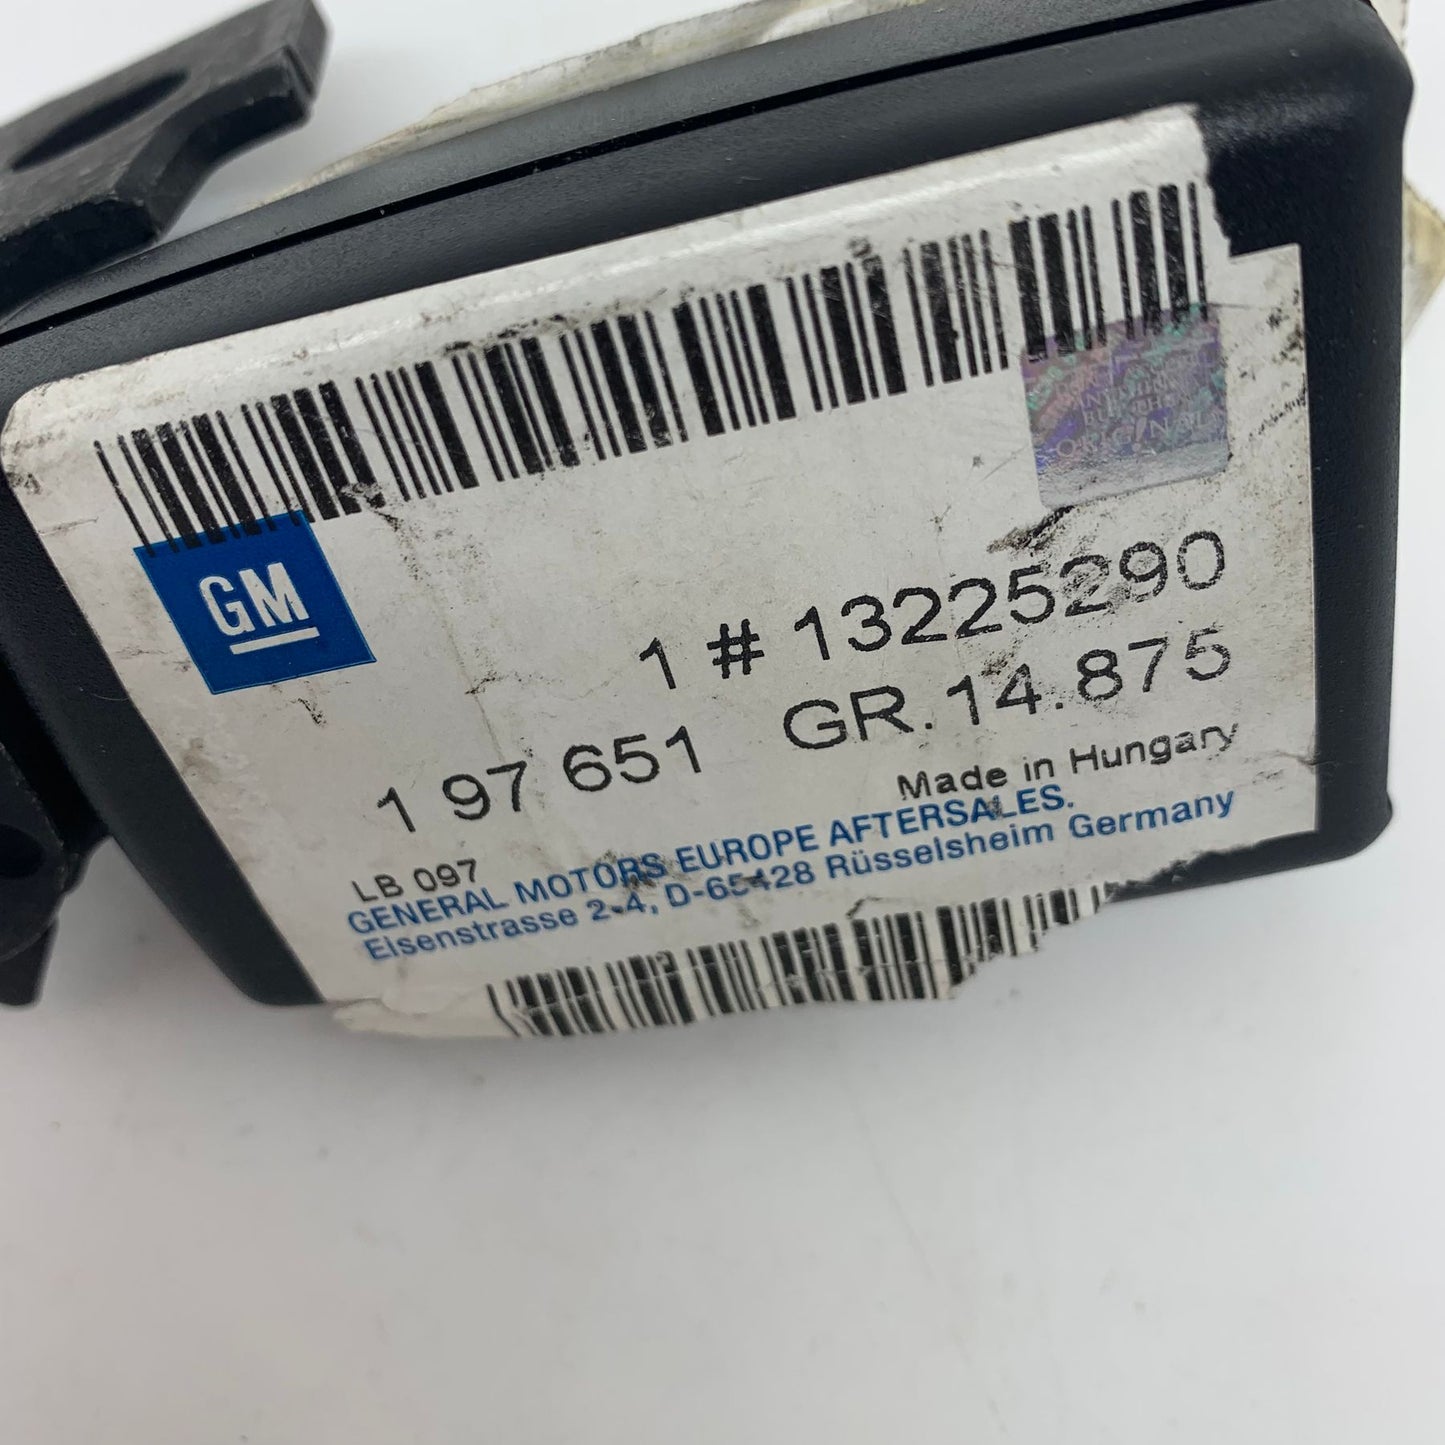 ORIGINAL
GM
1 # 13225290
1 97 651 GR.14.875
Made in Hungary
LB 097
GENERAL MOTORS EUROPE AFTERSALES.
Eisenstrasse 2-4, D-65428 Rüsselsheim Germany